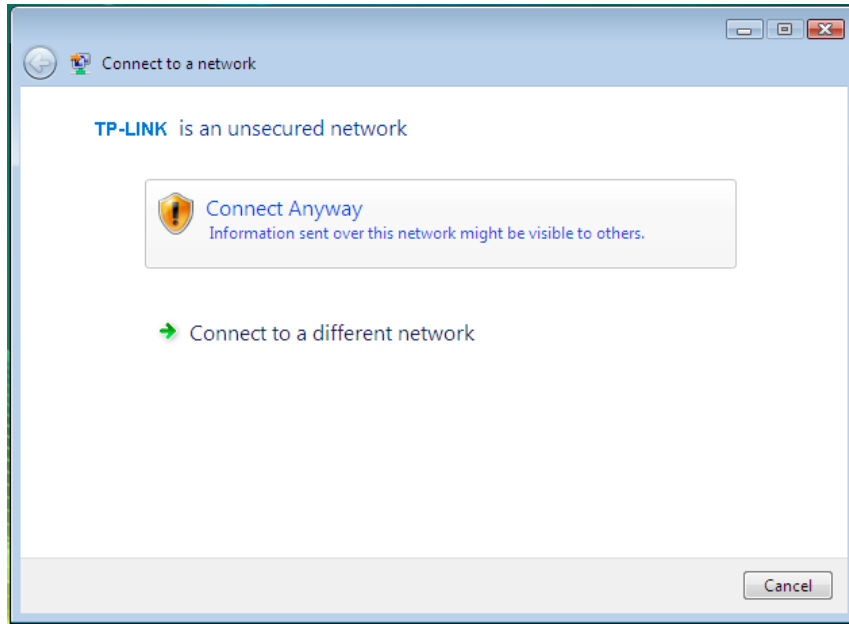 Connect to a network
TP-LINK is an unsecured network
Connect Anyway
Information sent over this network might be visible to others.
Connect to a different network
Cancel